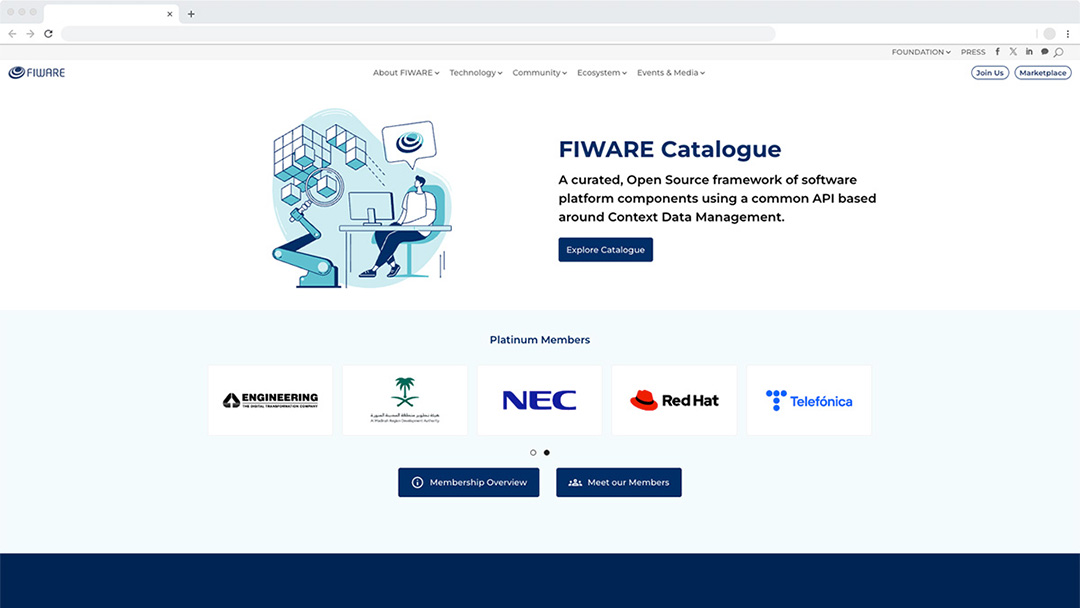 FOUNDATION PRESS
FIWARE
About FIWARE Technology Community Ecosystem Events & Media
Join Us Marketplace
FIWARE Catalogue
A curated, Open Source framework of software
platform components using a common API based
around Context Data Management.
Explore Catalogue
Platinum Members
ENGINEERING
THE DIGITAL TRANSFORMATION COMPANY
هيئة تطوير منطقة المدينة المنورة
Al Madinah Region Development Authority
NEC
Red Hat
Telefónica
Membership Overview Meet our Members